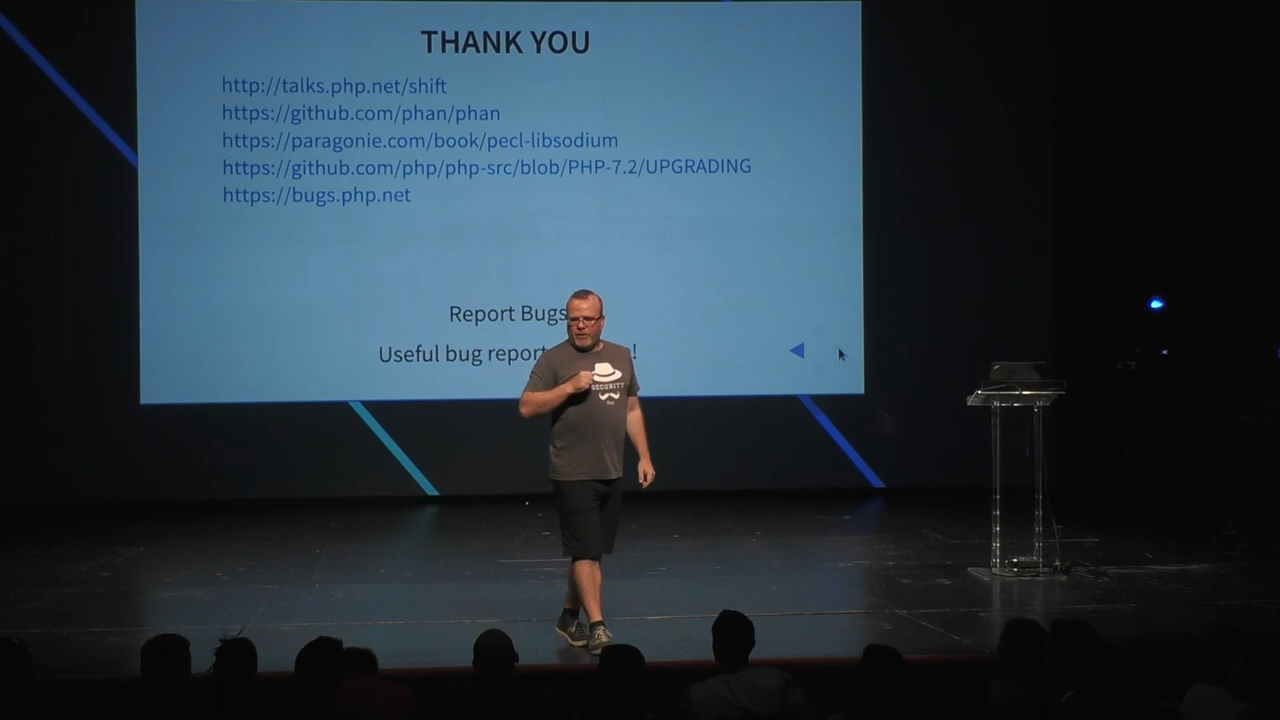 THANK YOU
http://talks.php.net/shift
https://github.com/phan/phan
https://paragonie.com/book/pecl-libsodium
https://github.com/php/php-src/blob/PHP-7.2/UPGRADING
https://bugs.php.net
Report Bugs
Useful bug report !
SECURITY